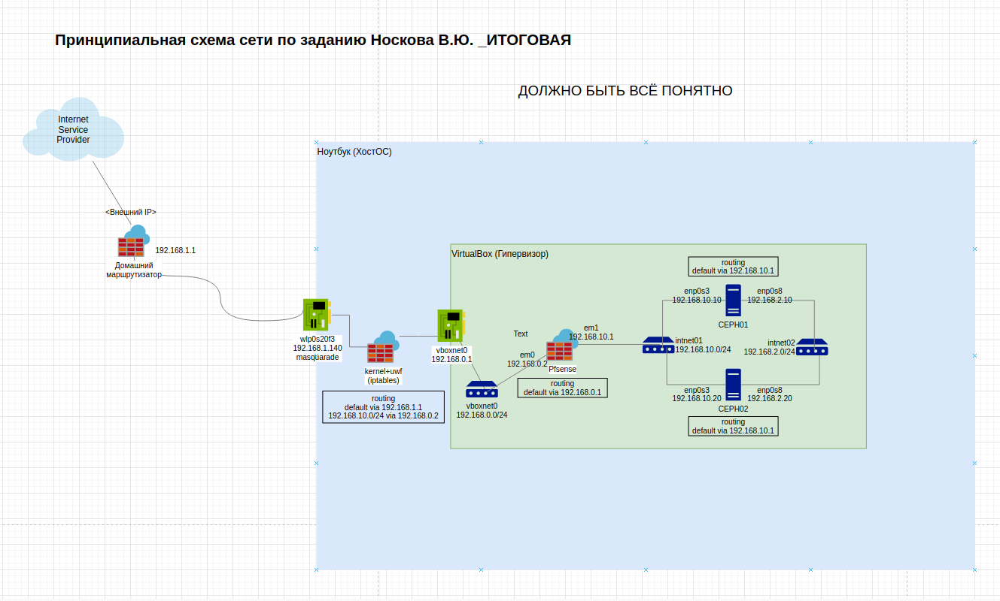 Принципиальная схема сети по заданию Носкова В.Ю. _ИТОГОВАЯ
ДОЛЖНО БЫТЬ ВСЁ ПОНЯТНО
Internet
Service
Provider
<Внешний IP>
192.168.1.1
Домашний
маршрутизатор
Ноутбук (ХостОС)
wlp0s20f3
192.168.1.140
masquarade
kernel+uwf
(iptables)
routing
default via 192.168.1.1
192.168.10.0/24 via 192.168.0.2
VirtualBox (Гипервизор)
vboxnet0
192.168.0.1
vboxnet0
192.168.0.0/24
Text
em0
192.168.0.2
em1
192.168.10.1
Pfsense
routing
default via 192.168.0.1
intnet01
192.168.10.0/24
routing
default via 192.168.10.1
enp0s3
192.168.10.10
enp0s8
192.168.2.10
CEPH01
intnet02
192.168.2.0/24
enp0s3
192.168.10.20
enp0s8
192.168.2.20
CEPH02
routing
default via 192.168.10.1